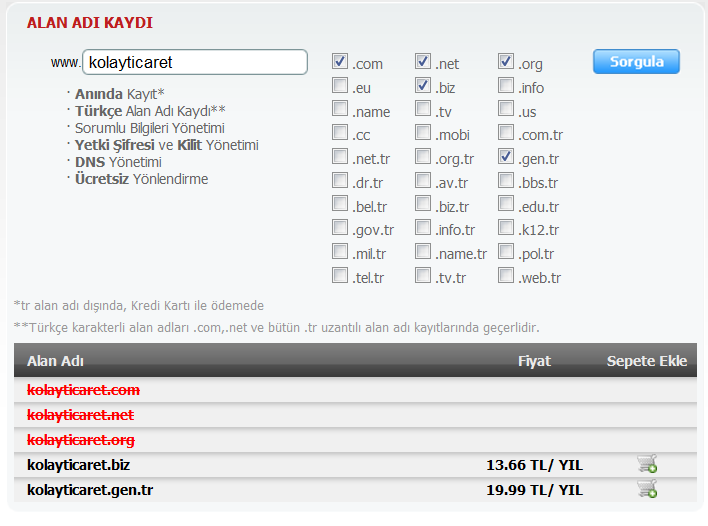 ALAN ADI KAYDI
www. kolayticaret .com .net .org Sorgula
.eu .biz .info
· Anında Kayıt*
.name .tv .us
· Türkçe Alan Adı Kaydı**
· Sorumlu Bilgileri Yönetimi
.cc .mobi .com.tr
· Yetki Şifresi ve Kilit Yönetimi
.net.tr .org.tr .gen.tr
· DNS Yönetimi
· Ücretsiz Yönlendirme
.dr.tr .av.tr .bbs.tr
.bel.tr .biz.tr .edu.tr
.gov.tr .info.tr .k12.tr
.mil.tr .name.tr .pol.tr
.tel.tr .tv.tr .web.tr
*tr alan adı dışında, Kredi Kartı ile ödemede
**Türkçe karakterli alan adları .com,.net ve bütün .tr uzantılı alan adı kayıtlarında geçerlidir.
Alan Adı Fiyat Sepete Ekle
kolayticaret.com
kolayticaret.net
kolayticaret.org
kolayticaret.biz 13.66 TL/ YIL
kolayticaret.gen.tr 19.99 TL/ YIL